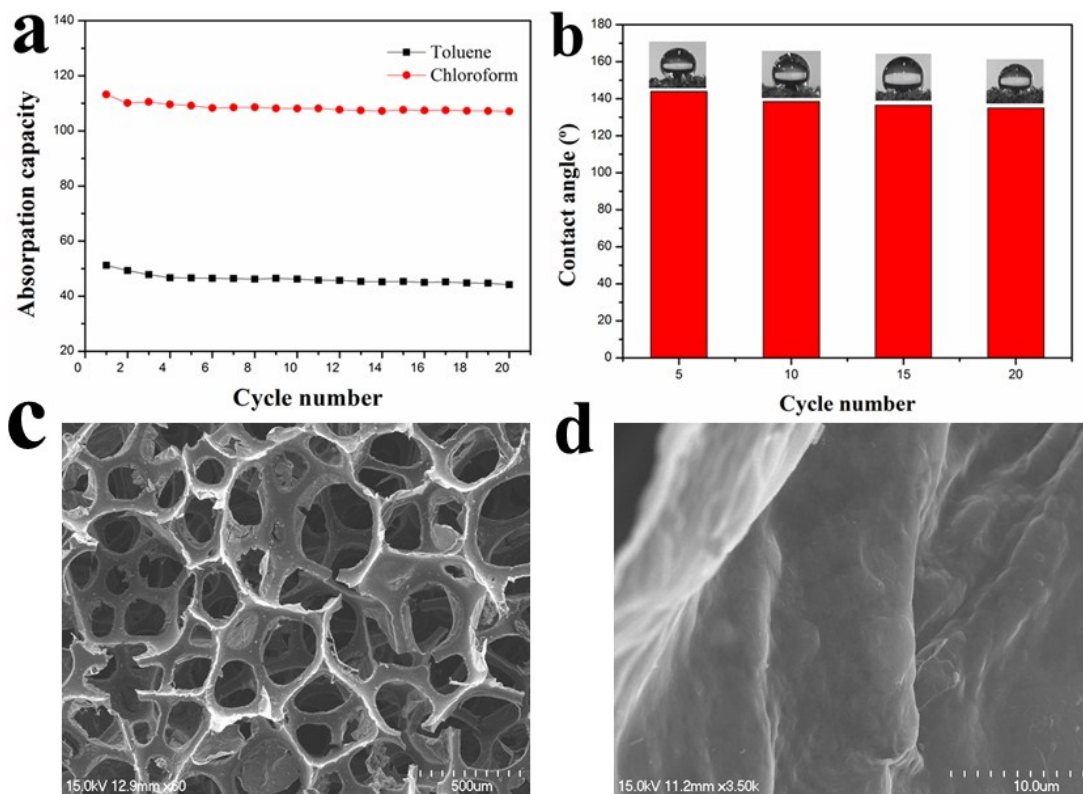 a
140
120
100
80
60
40
20
0 2 4 6 8 10 12 14 16 18 20
Absorpation capacity
Cycle number
Toluene
Chloroform
b
180
160
140
120
100
80
60
40
20
0
5 10 15 20
Contact angle (º)
Cycle number
c
15.0kV 12.9mm x60 500um
d
15.0kV 11.2mm x3.50k 10.0um